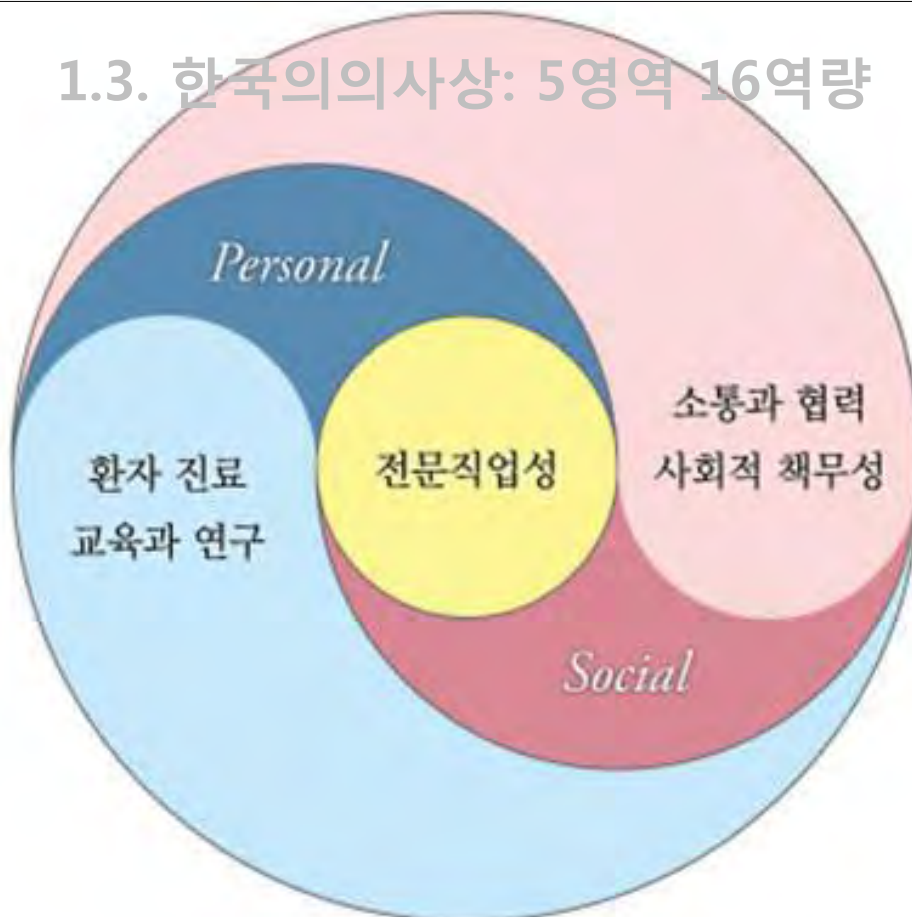 1.3. 한국의의사상: 5영역 16역량
Personal
환자 진료
교육과 연구
전문직업성
소통과 협력
사회적 책무성
Social